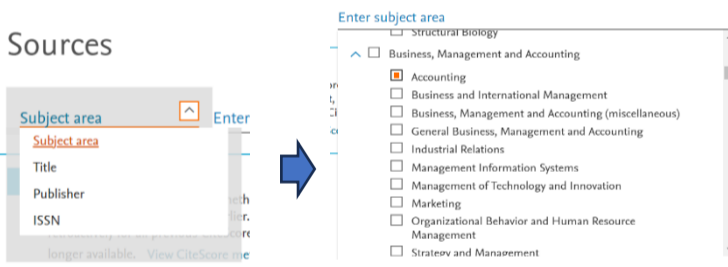 Sources
Subject area
Enter
Subject area
Title
Publisher
ISSN
longer available. View CiteScore me
Enter subject area
Structural Biology
Business, Management and Accounting
Accounting
Business and International Management
Business, Management and Accounting (miscellaneous)
General Business, Management and Accounting
Industrial Relations
Management Information Systems
Management of Technology and Innovation
Marketing
Organizational Behavior and Human Resource
Management
Strategy and Management